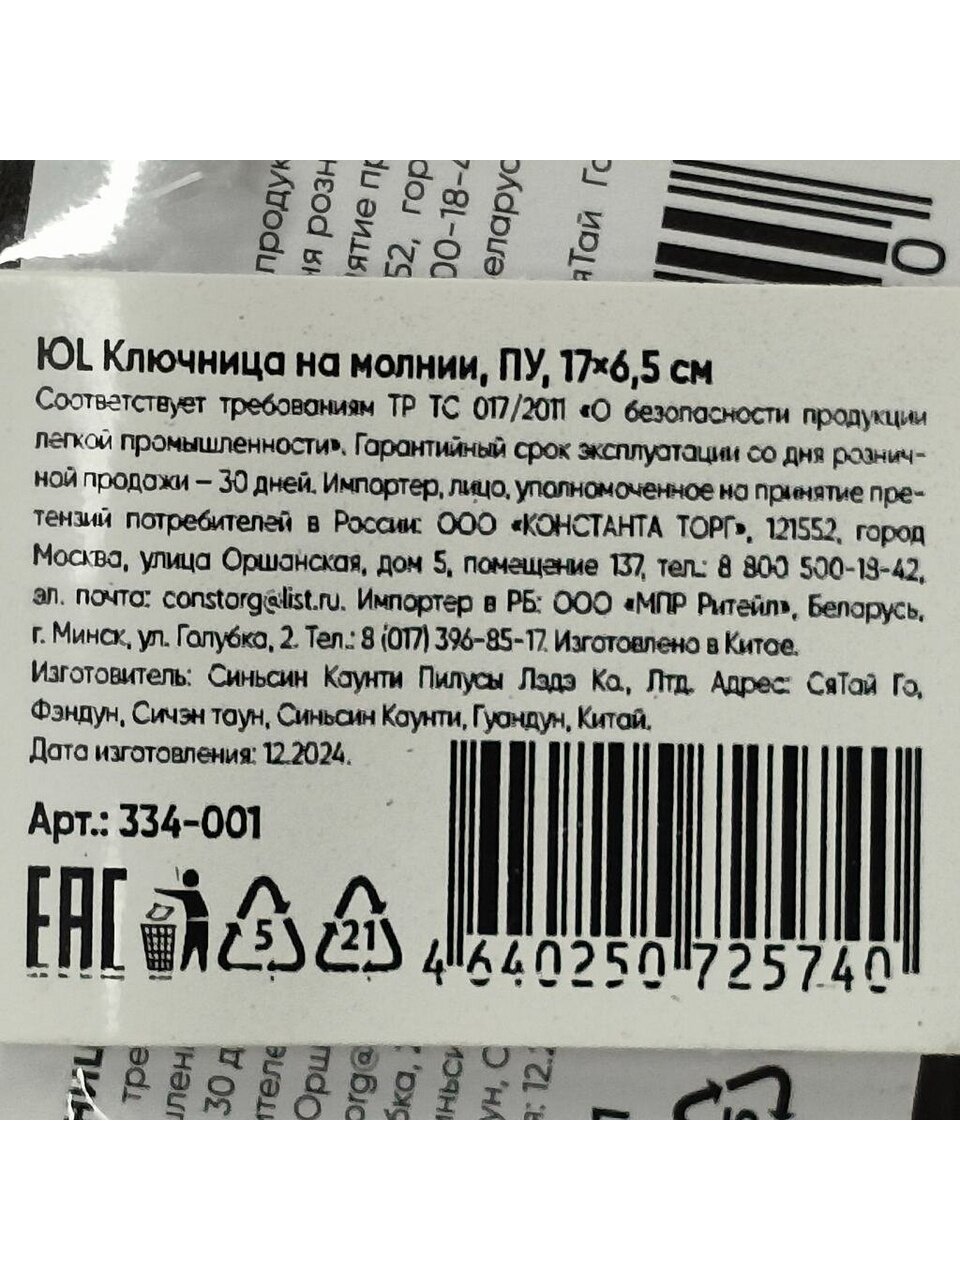 ЮL Ключница на молнии, ПУ, 17×6,5 см
Соответствует требованиям ТР ТС 017/2011 «О безопасности продукции
легкой промышленности». Гарантийный срок эксплуатации со дня рознич-
ной продажи – 30 дней. Импортер, лицо, уполномоченное на принятие пре-
тензий потребителей в России: ООО «КОНСТАНТА ТОРГ», 121552, город
Москва, улица Оршанская, дом 5, помещение 137, тел.: 8 800 500-18-42,
эл. почта: constorg@list.ru. Импортер в РБ: ООО «МПР Ритейл», Беларусь,
г. Минск, ул. Голубка, 2. Тел.: 8 (017) 396-85-17. Изготовлено в Китае.
Изготовитель: Синьсин Каунти Пилусы Лэдэ Ко., Лтд. Адрес: СяТай Го,
Фэндун, Сичэн таун, Синьсин Каунти, Гуандун, Китай.
Дата изготовления: 12.2024.
Арт.: 334-001
EAC
5
21
4 640250 725740